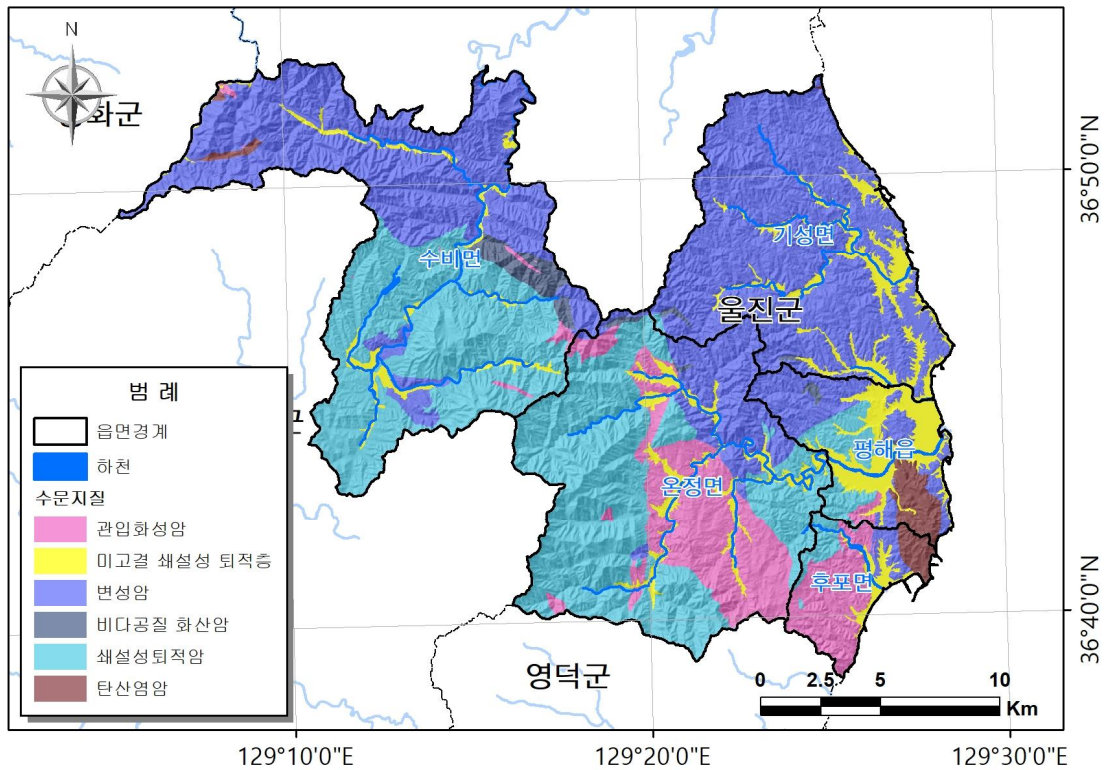 N
화군
36°50'0"N
기성면
수비면
울진군
범 례
읍면경계
하천
수문지질
관입화성암
미고결 쇄설성 퇴적층
변성암
비다공질 화산암
쇄설성퇴적암
탄산염암
평해읍
온정면
후포면
36°40'0"N
영덕군
0 2.5 5 10
Km
129°10'0"E 129°20'0"E 129°30'0"E